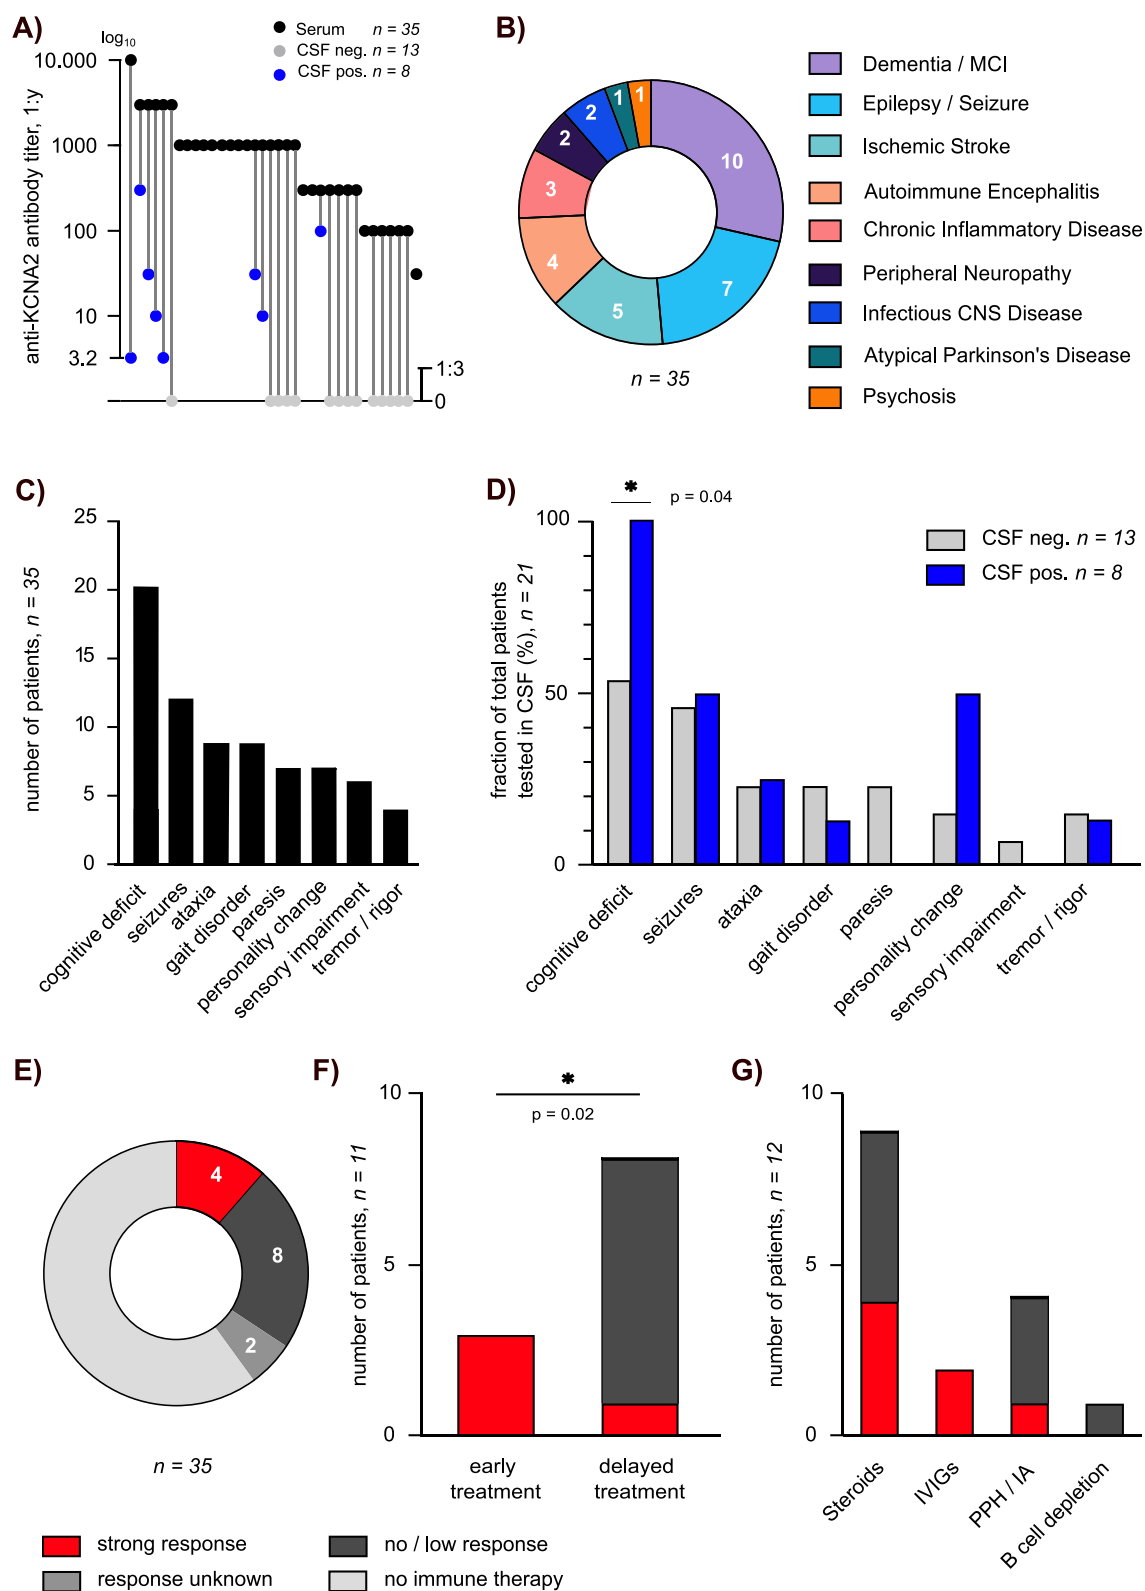 A)
log10
Serum n = 35
CSF neg. n = 13
CSF pos. n = 8
anti-KCNA2 antibody titer, 1:y
10.000
1000
100
10
3.2
1:3
0
B)
10
7
5
4
3
2
2
1
1
n = 35
Dementia / MCI
Epilepsy / Seizure
Ischemic Stroke
Autoimmune Encephalitis
Chronic Inflammatory Disease
Peripheral Neuropathy
Infectious CNS Disease
Atypical Parkinson's Disease
Psychosis
C)
number of patients, n = 35
25
20
15
10
5
0
cognitive deficit
seizures
ataxia
gait disorder
paresis
personality change
sensory impairment
tremor / rigor
D)
* p = 0.04
fraction of total patients
tested in CSF (%), n = 21
100
50
0
CSF neg. n = 13
CSF pos. n = 8
cognitive deficit
seizures
ataxia
gait disorder
paresis
personality change
sensory impairment
tremor / rigor
E)
4
8
2
n = 35
F)
*
p = 0.02
number of patients, n = 11
10
5
0
early
treatment
delayed
treatment
G)
number of patients, n = 12
10
5
0
Steroids
IVIGs
PPH / IA
B cell depletion
strong response
no / low response
response unknown
no immune therapy